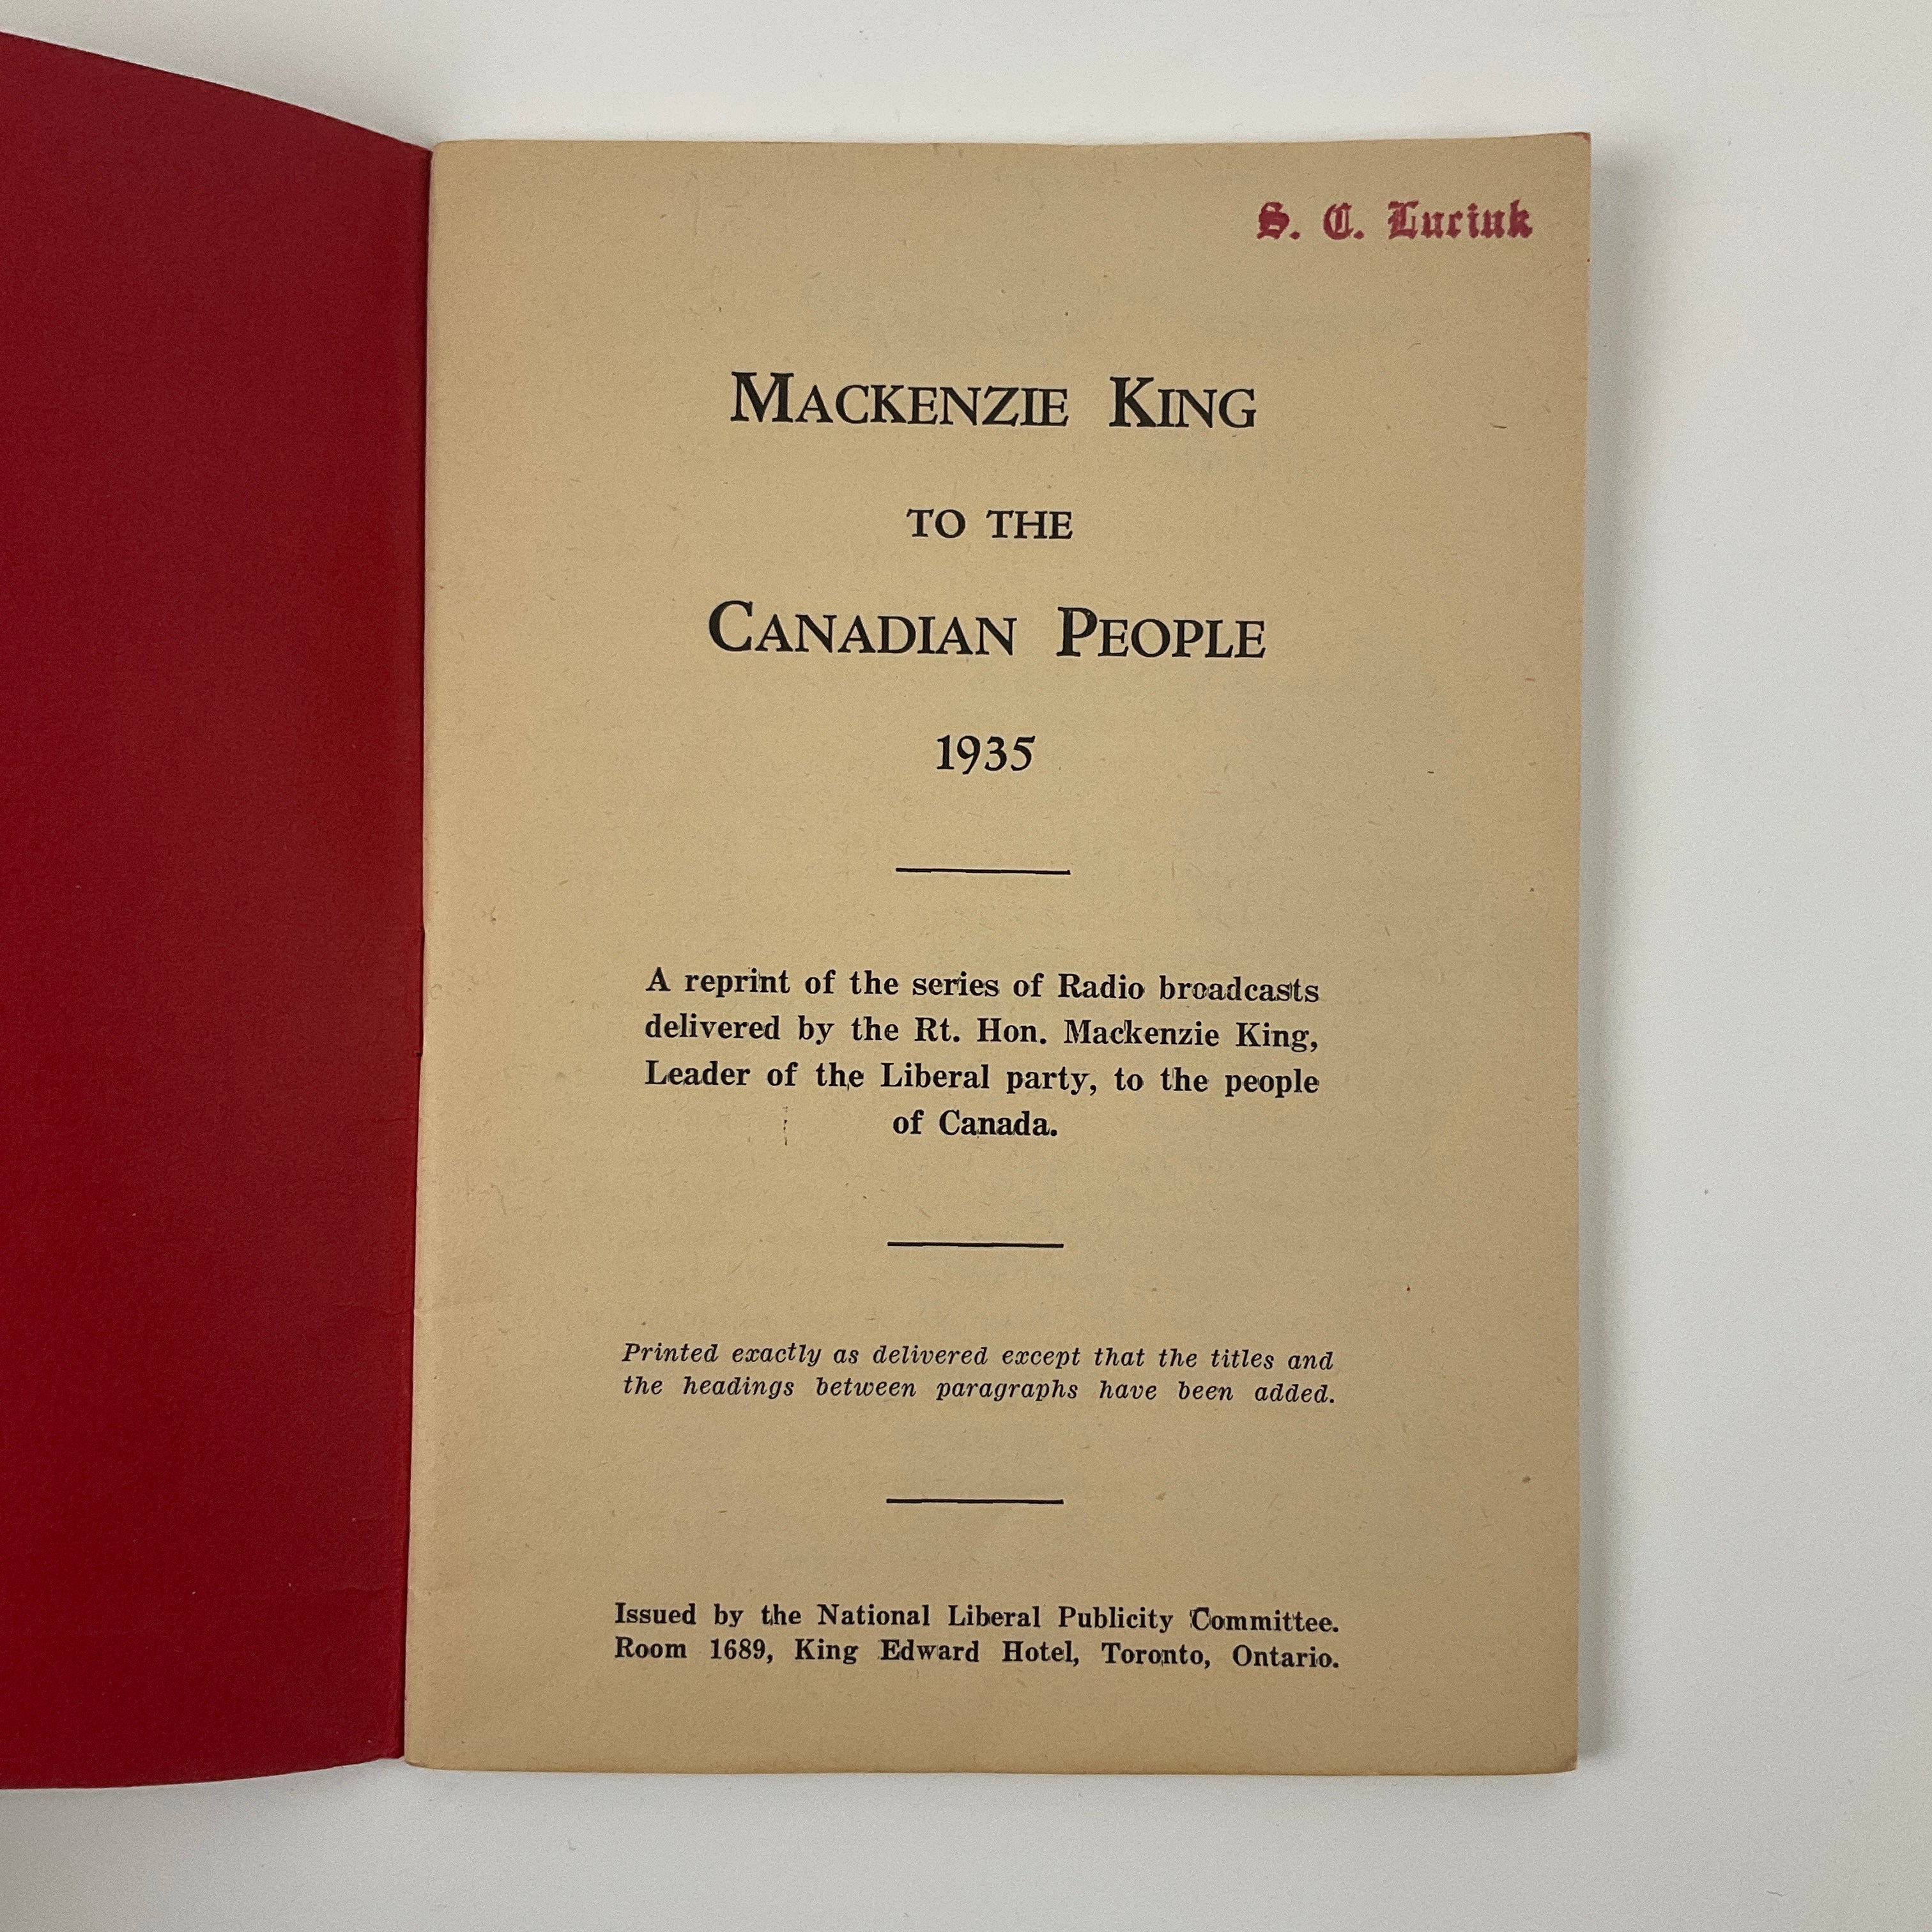 S. C. Luciuk
MACKENZIE KING
TO THE
CANADIAN PEOPLE
1935
A reprint of the series of Radio broadcasts
delivered by the Rt. Hon. Mackenzie King,
Leader of the Liberal party, to the people
of Canada.
Printed exactly as delivered except that the titles and
the headings between paragraphs have been added.
Issued by the National Liberal Publicity Committee.
Room 1689, King Edward Hotel, Toronto, Ontario.